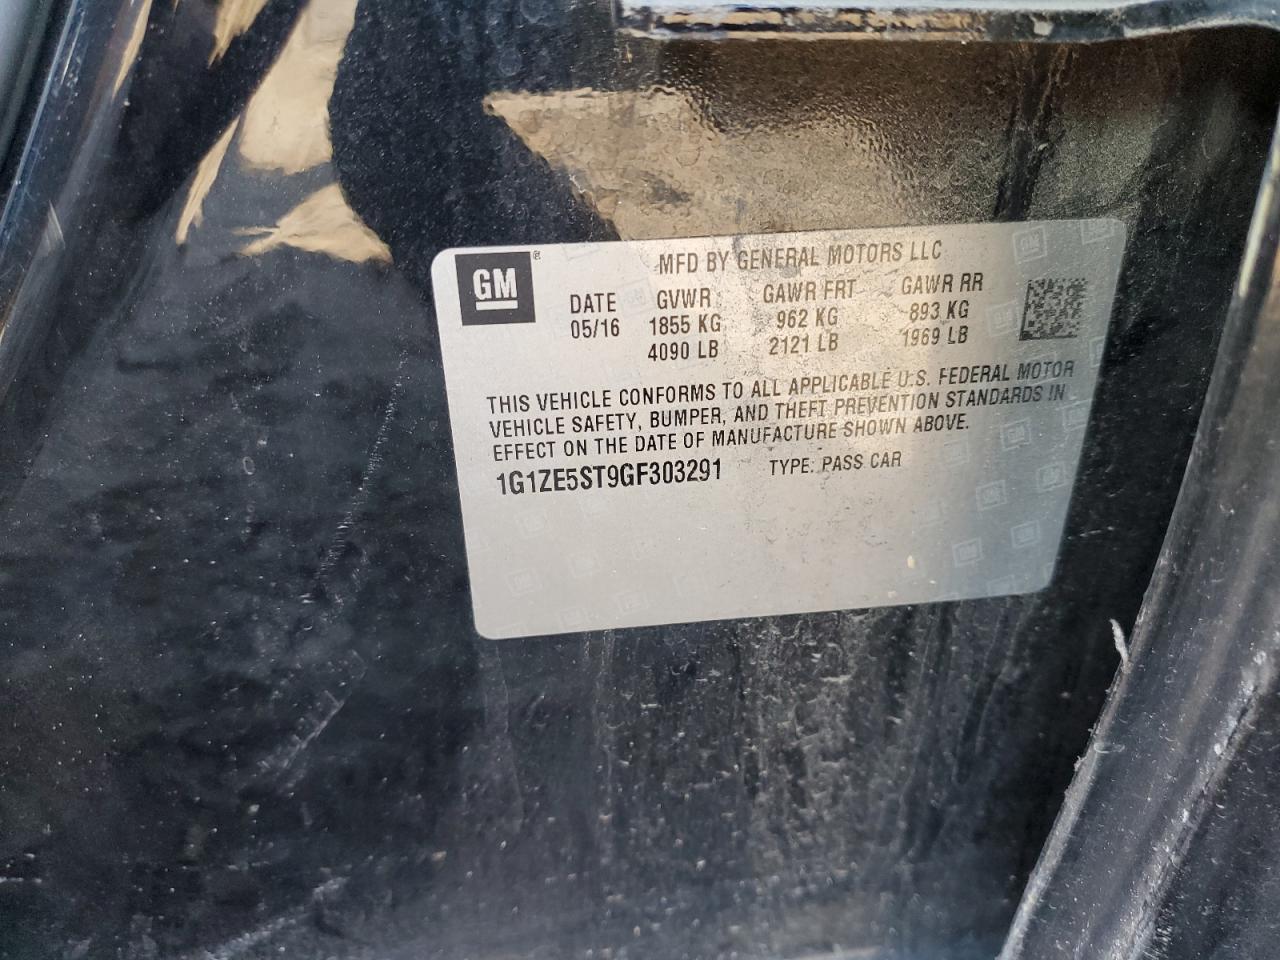 GM ®
MFD BY GENERAL MOTORS LLC
DATE GVWR GAWR FRT GAWR RR
05/16 1855 KG 962 KG 893 KG
4090 LB 2121 LB 1969 LB
THIS VEHICLE CONFORMS TO ALL APPLICABLE U.S. FEDERAL MOTOR
VEHICLE SAFETY, BUMPER, AND THEFT PREVENTION STANDARDS IN
EFFECT ON THE DATE OF MANUFACTURE SHOWN ABOVE.
1G1ZE5ST9GF303291 TYPE: PASS CAR